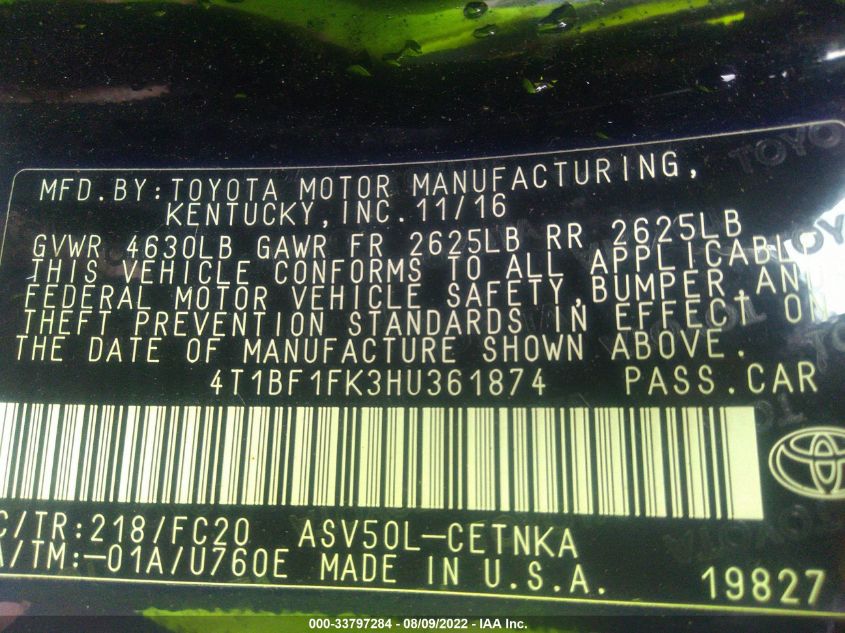 MFD.BY:TOYOTA MOTOR MANUFACTURING,
KENTUCKY,INC.11/16
GVWR 4630LB GAWR FR 2625LB RR 2625LB
THIS VEHICLE CONFORMS TO ALL APPLICABLE
FEDERAL MOTOR VEHICLE SAFETY,BUMPER,AND
THEFT PREVENTION STANDARDS IN EFFECT ON
THE DATE OF MANUFACTURE SHOWN ABOVE.
4T1BF1FK3HU361874 PASS.CAR
C/TR:218/FC20 ASV50L-CETNKA
A/TM:-01A/U760E MADE IN U.S.A. 19827
000-33797284 - 08/09/2022 - IAA Inc.